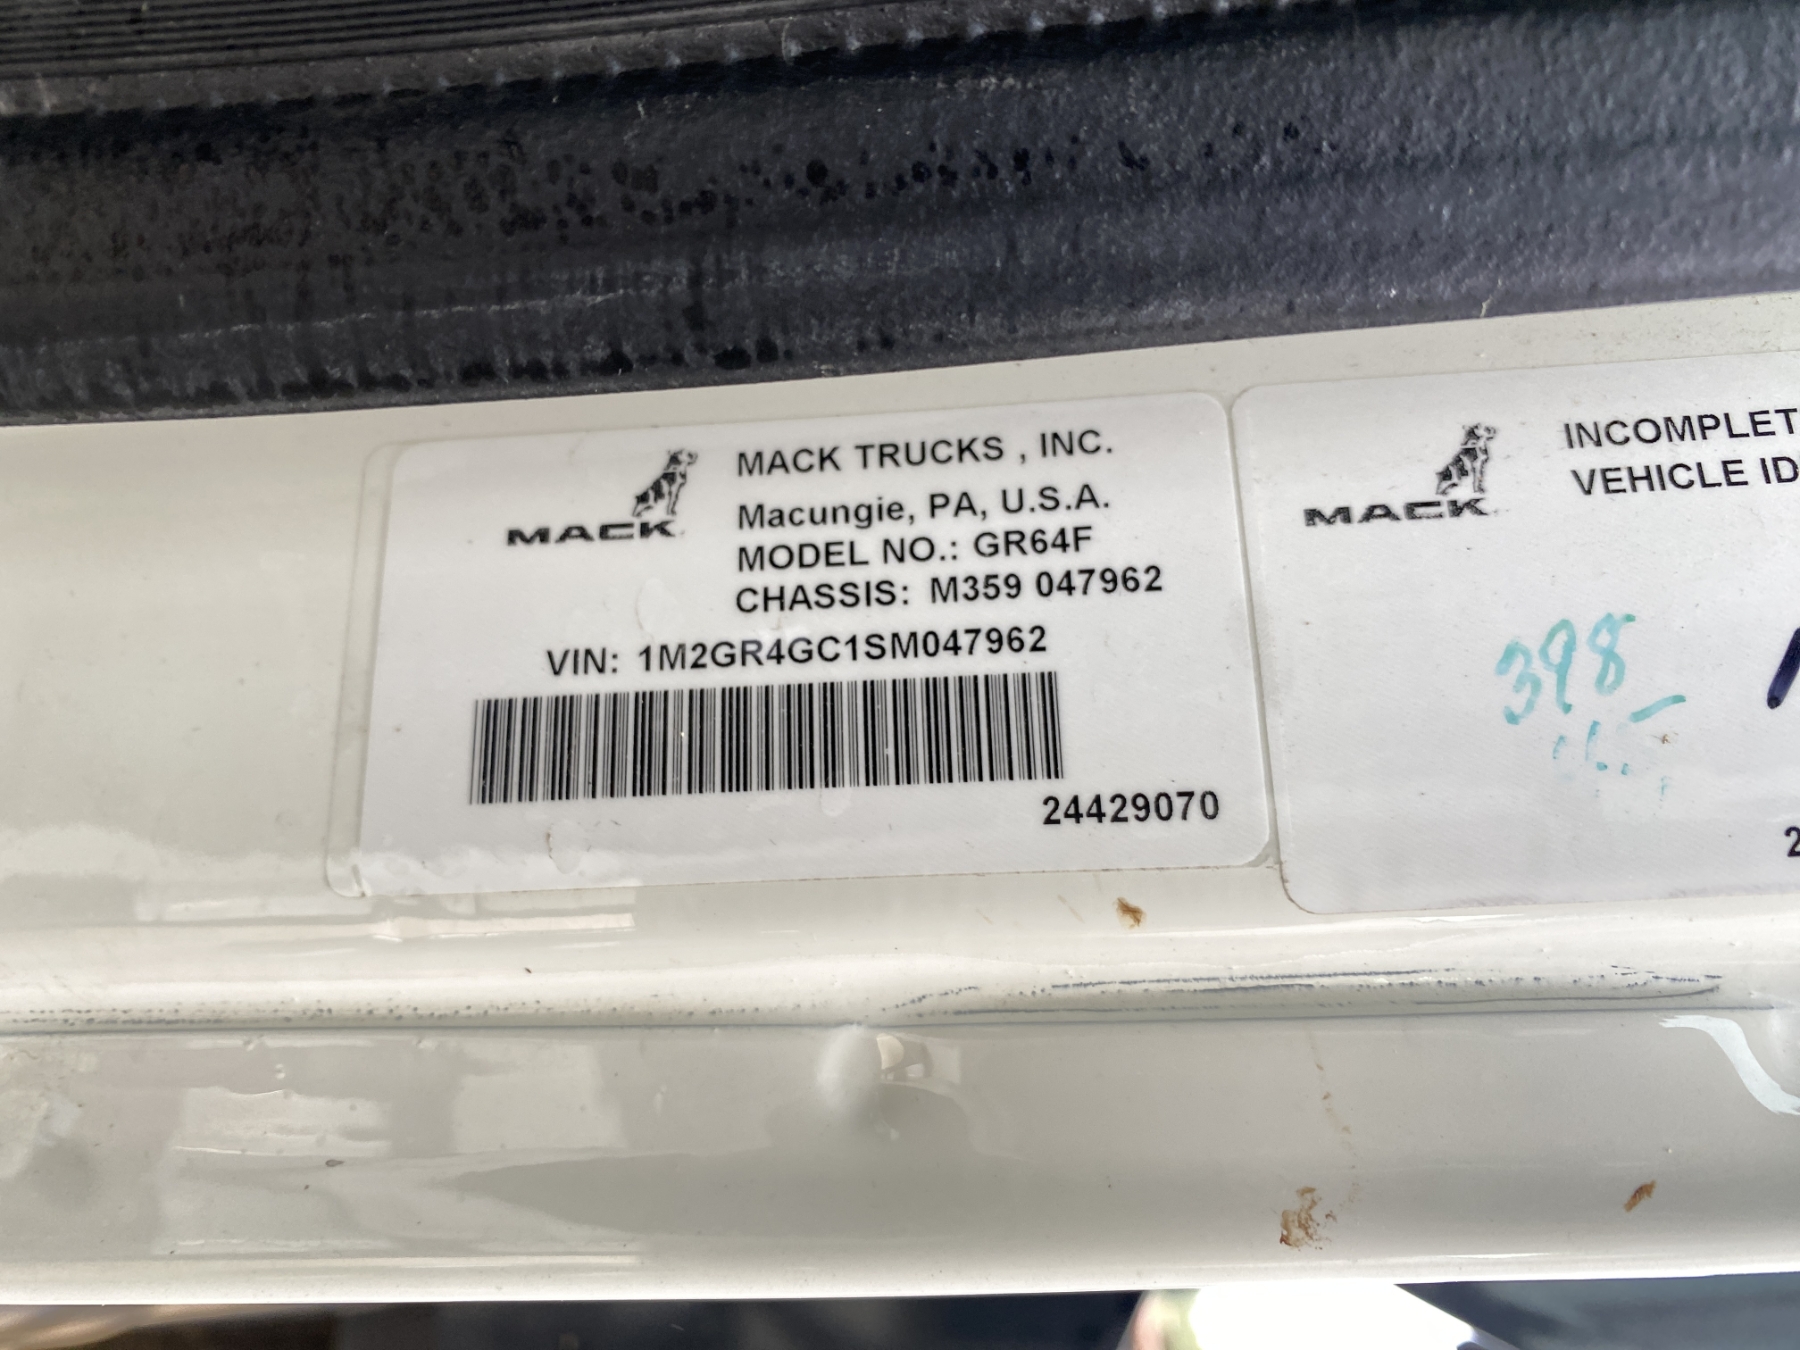 MACK
MACK TRUCKS , INC.
Macungie, PA, U.S.A.
MODEL NO.: GR64F
CHASSIS: M359 047962
VIN: 1M2GR4GC1SM047962
24429070
MACK
INCOMPLET
VEHICLE ID
398
2